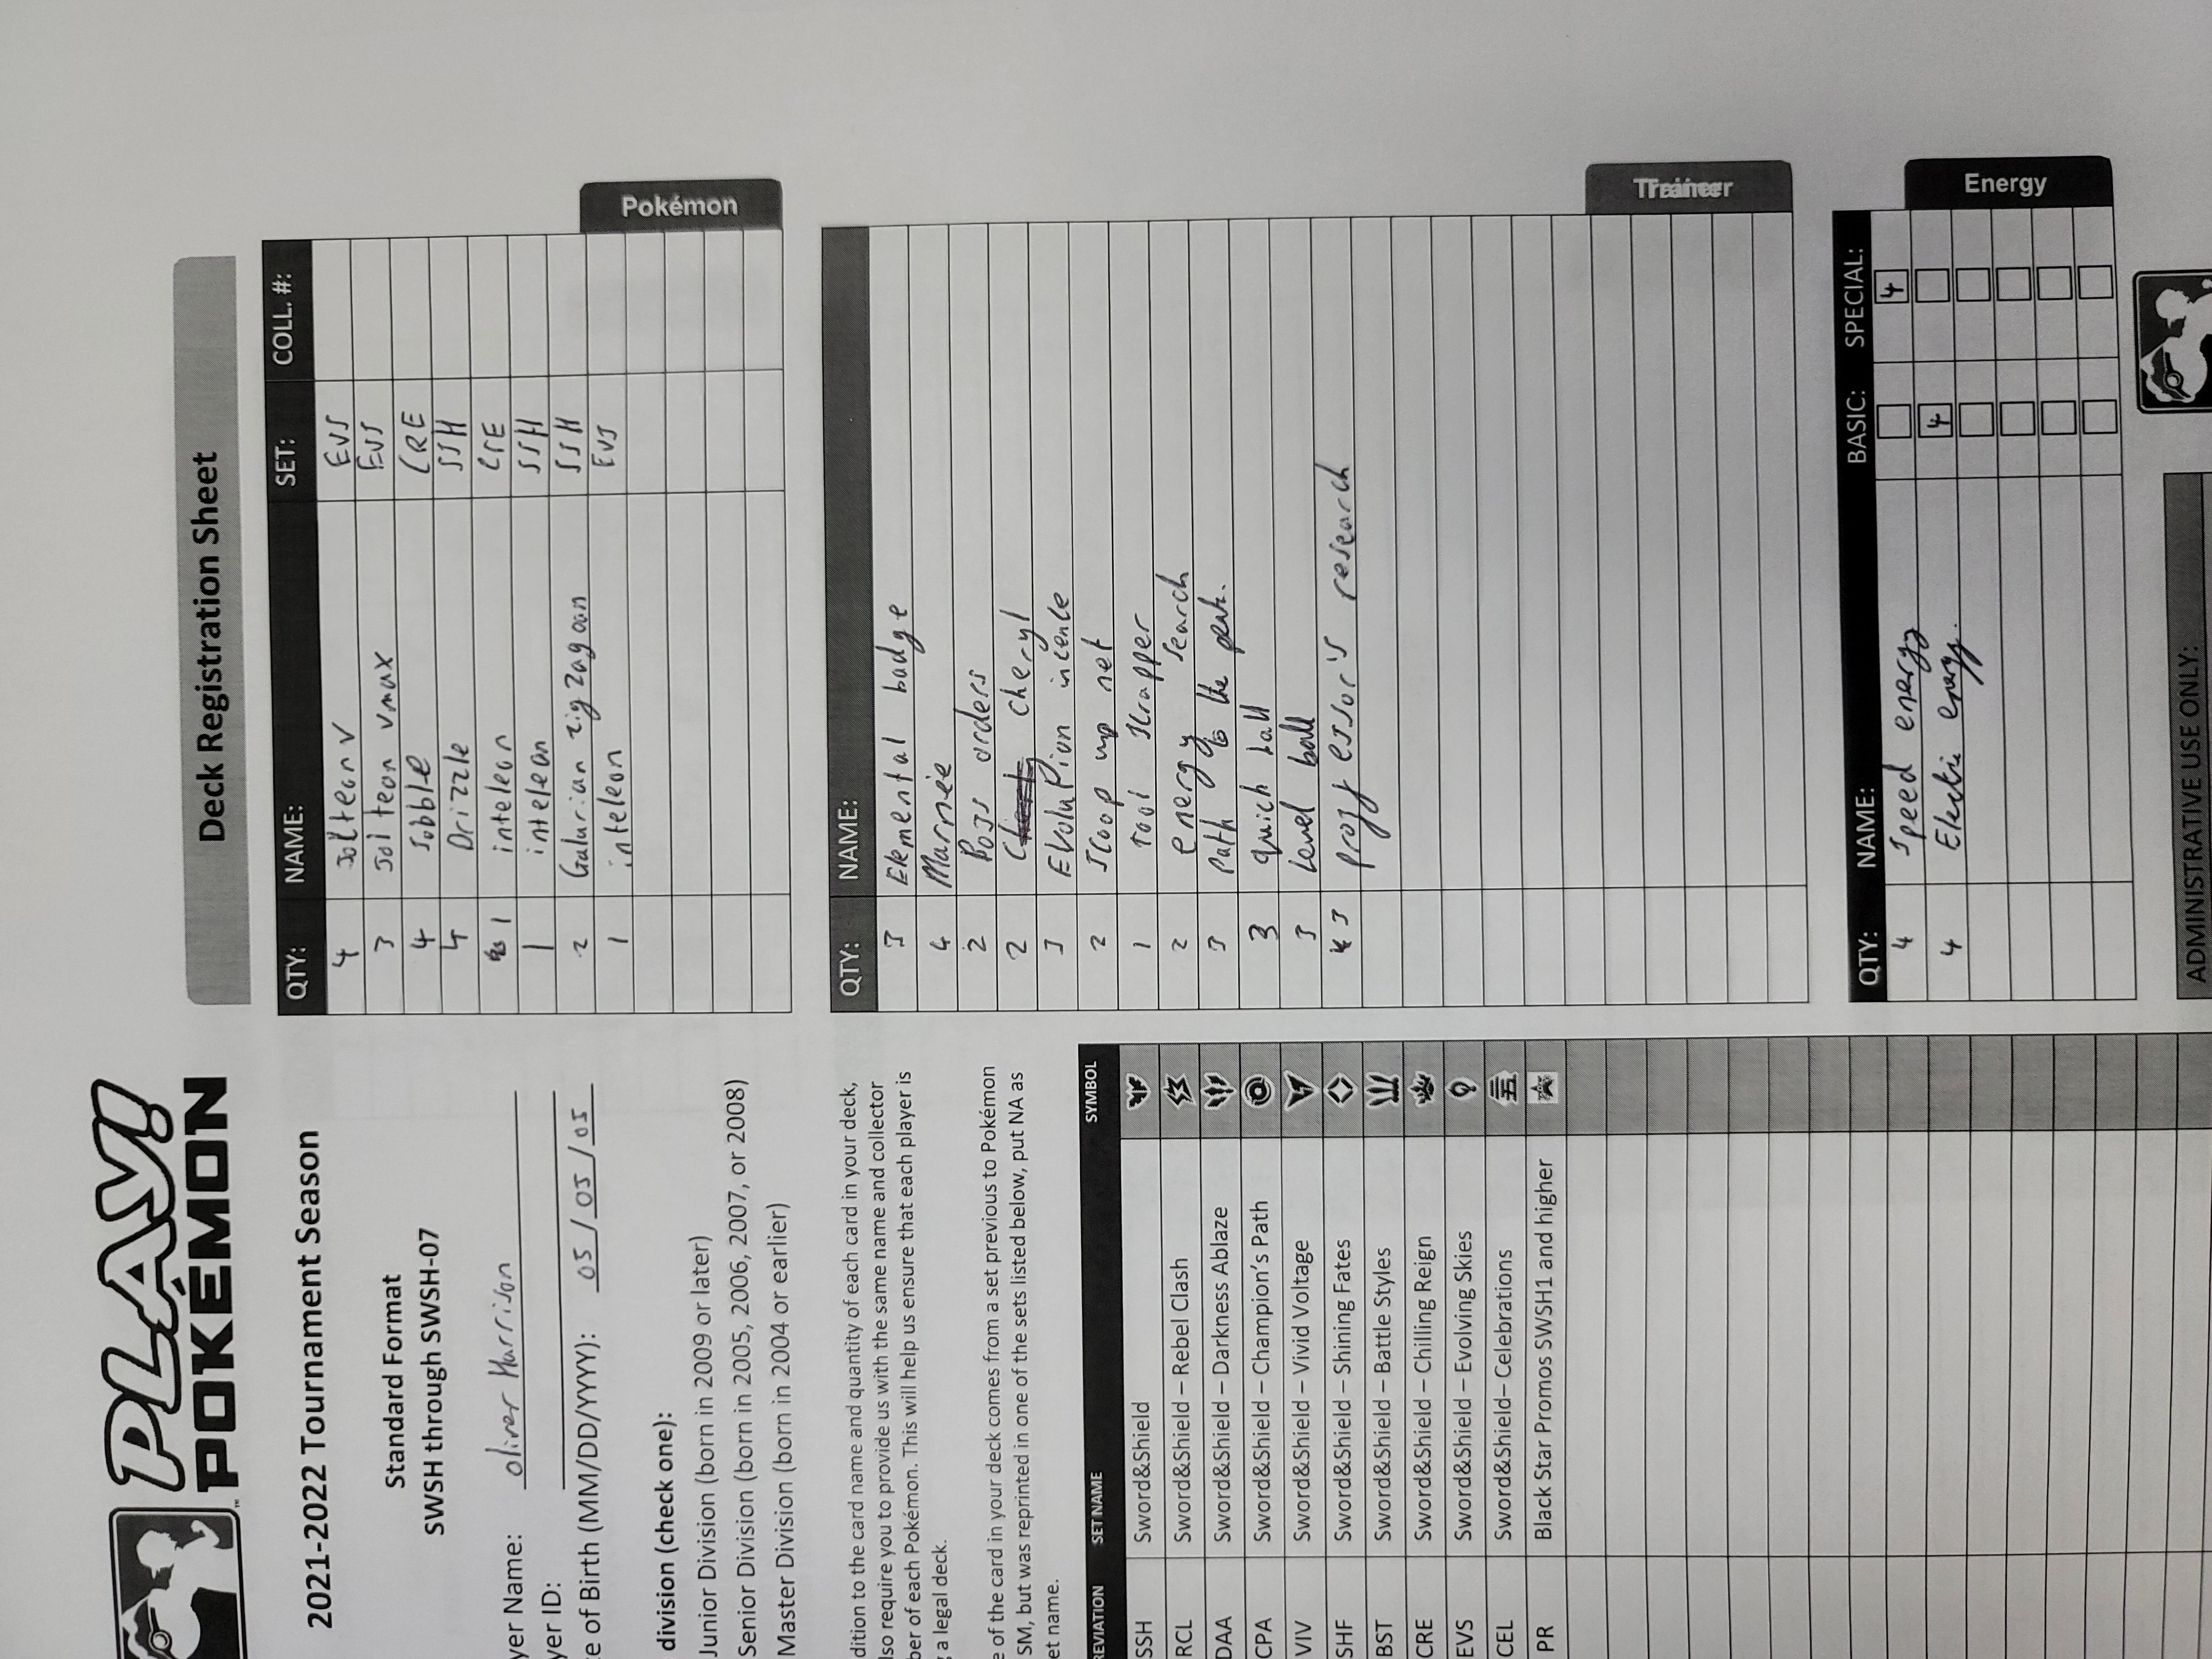 PLAY!
POKÉMON
2021-2022 Tournament Season
Standard Format
SWSH through SWSH-07
yer Name: oliver Harrison
yer ID:
te of Birth (MM/DD/YYYY): 05/05/05
division (check one):
Junior Division (born in 2009 or later)
Senior Division (born in 2005, 2006, 2007, or 2008)
Master Division (born in 2004 or earlier)
dition to the card name and quantity of each card in your deck,
lso require you to provide us with the same name and collector
ber of each Pokémon. This will help us ensure that each player is
g a legal deck.
e of the card in your deck comes from a set previous to Pokémon
SM, but was reprinted in one of the sets listed below, put NA as
et name.
REVIATION SET NAME SYMBOL
SSH Sword&Shield
RCL Sword&Shield – Rebel Clash
DAA Sword&Shield – Darkness Ablaze
CPA Sword&Shield – Champion's Path
VIV Sword&Shield – Vivid Voltage
SHF Sword&Shield – Shining Fates
BST Sword&Shield – Battle Styles
CRE Sword&Shield – Chilling Reign
EVS Sword&Shield – Evolving Skies
CEL Sword&Shield– Celebrations
PR Black Star Promos SWSH1 and higher
Deck Registration Sheet
QTY: NAME: SET: COLL. #:
4 Jolteon V EVS
3 Jolteon vmax EVS
4 Sobble CRE
4 Drizzle SSH
1 inteleon CrE
1 inteleon SSH
2 Galurian zigzagoon SSH
1 inteleon EVS
Pokémon
QTY: NAME:
3 Elemental badge
4 Marnie
2 Boss orders
2 cheryl
3 Evolution incence
2 Scoop up net
1 tool Scrapper
2 energy search
3 Path to the peak.
3 quich ball
3 Level ball
3 proffessor's research
Trainer
QTY: NAME: BASIC: SPECIAL:
4 Speed energy 4
4 Electric energy. 4
Energy
ADMINISTRATIVE USE ONLY: